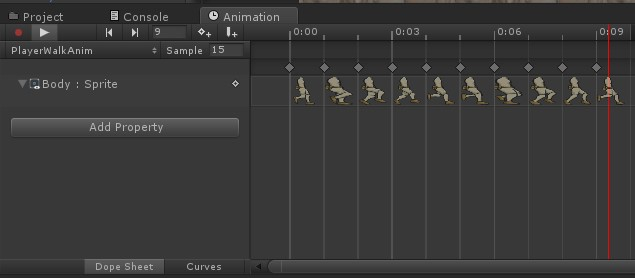 Project Console Animation
9 0:00 0:03 0:06 0:09
PlayerWalkAnim Sample 15
Body : Sprite
Add Property
Dope Sheet Curves